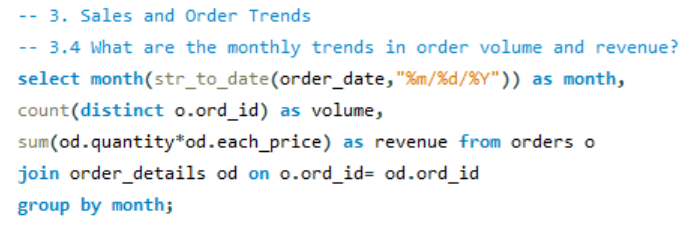 -- 3. Sales and Order Trends
-- 3.4 What are the monthly trends in order volume and revenue?
select month(str_to_date(order_date,"%m/%d/%Y")) as month,
count(distinct o.ord_id) as volume,
sum(od.quantity*od.each_price) as revenue from orders o
join order_details od on o.ord_id= od.ord_id
group by month;